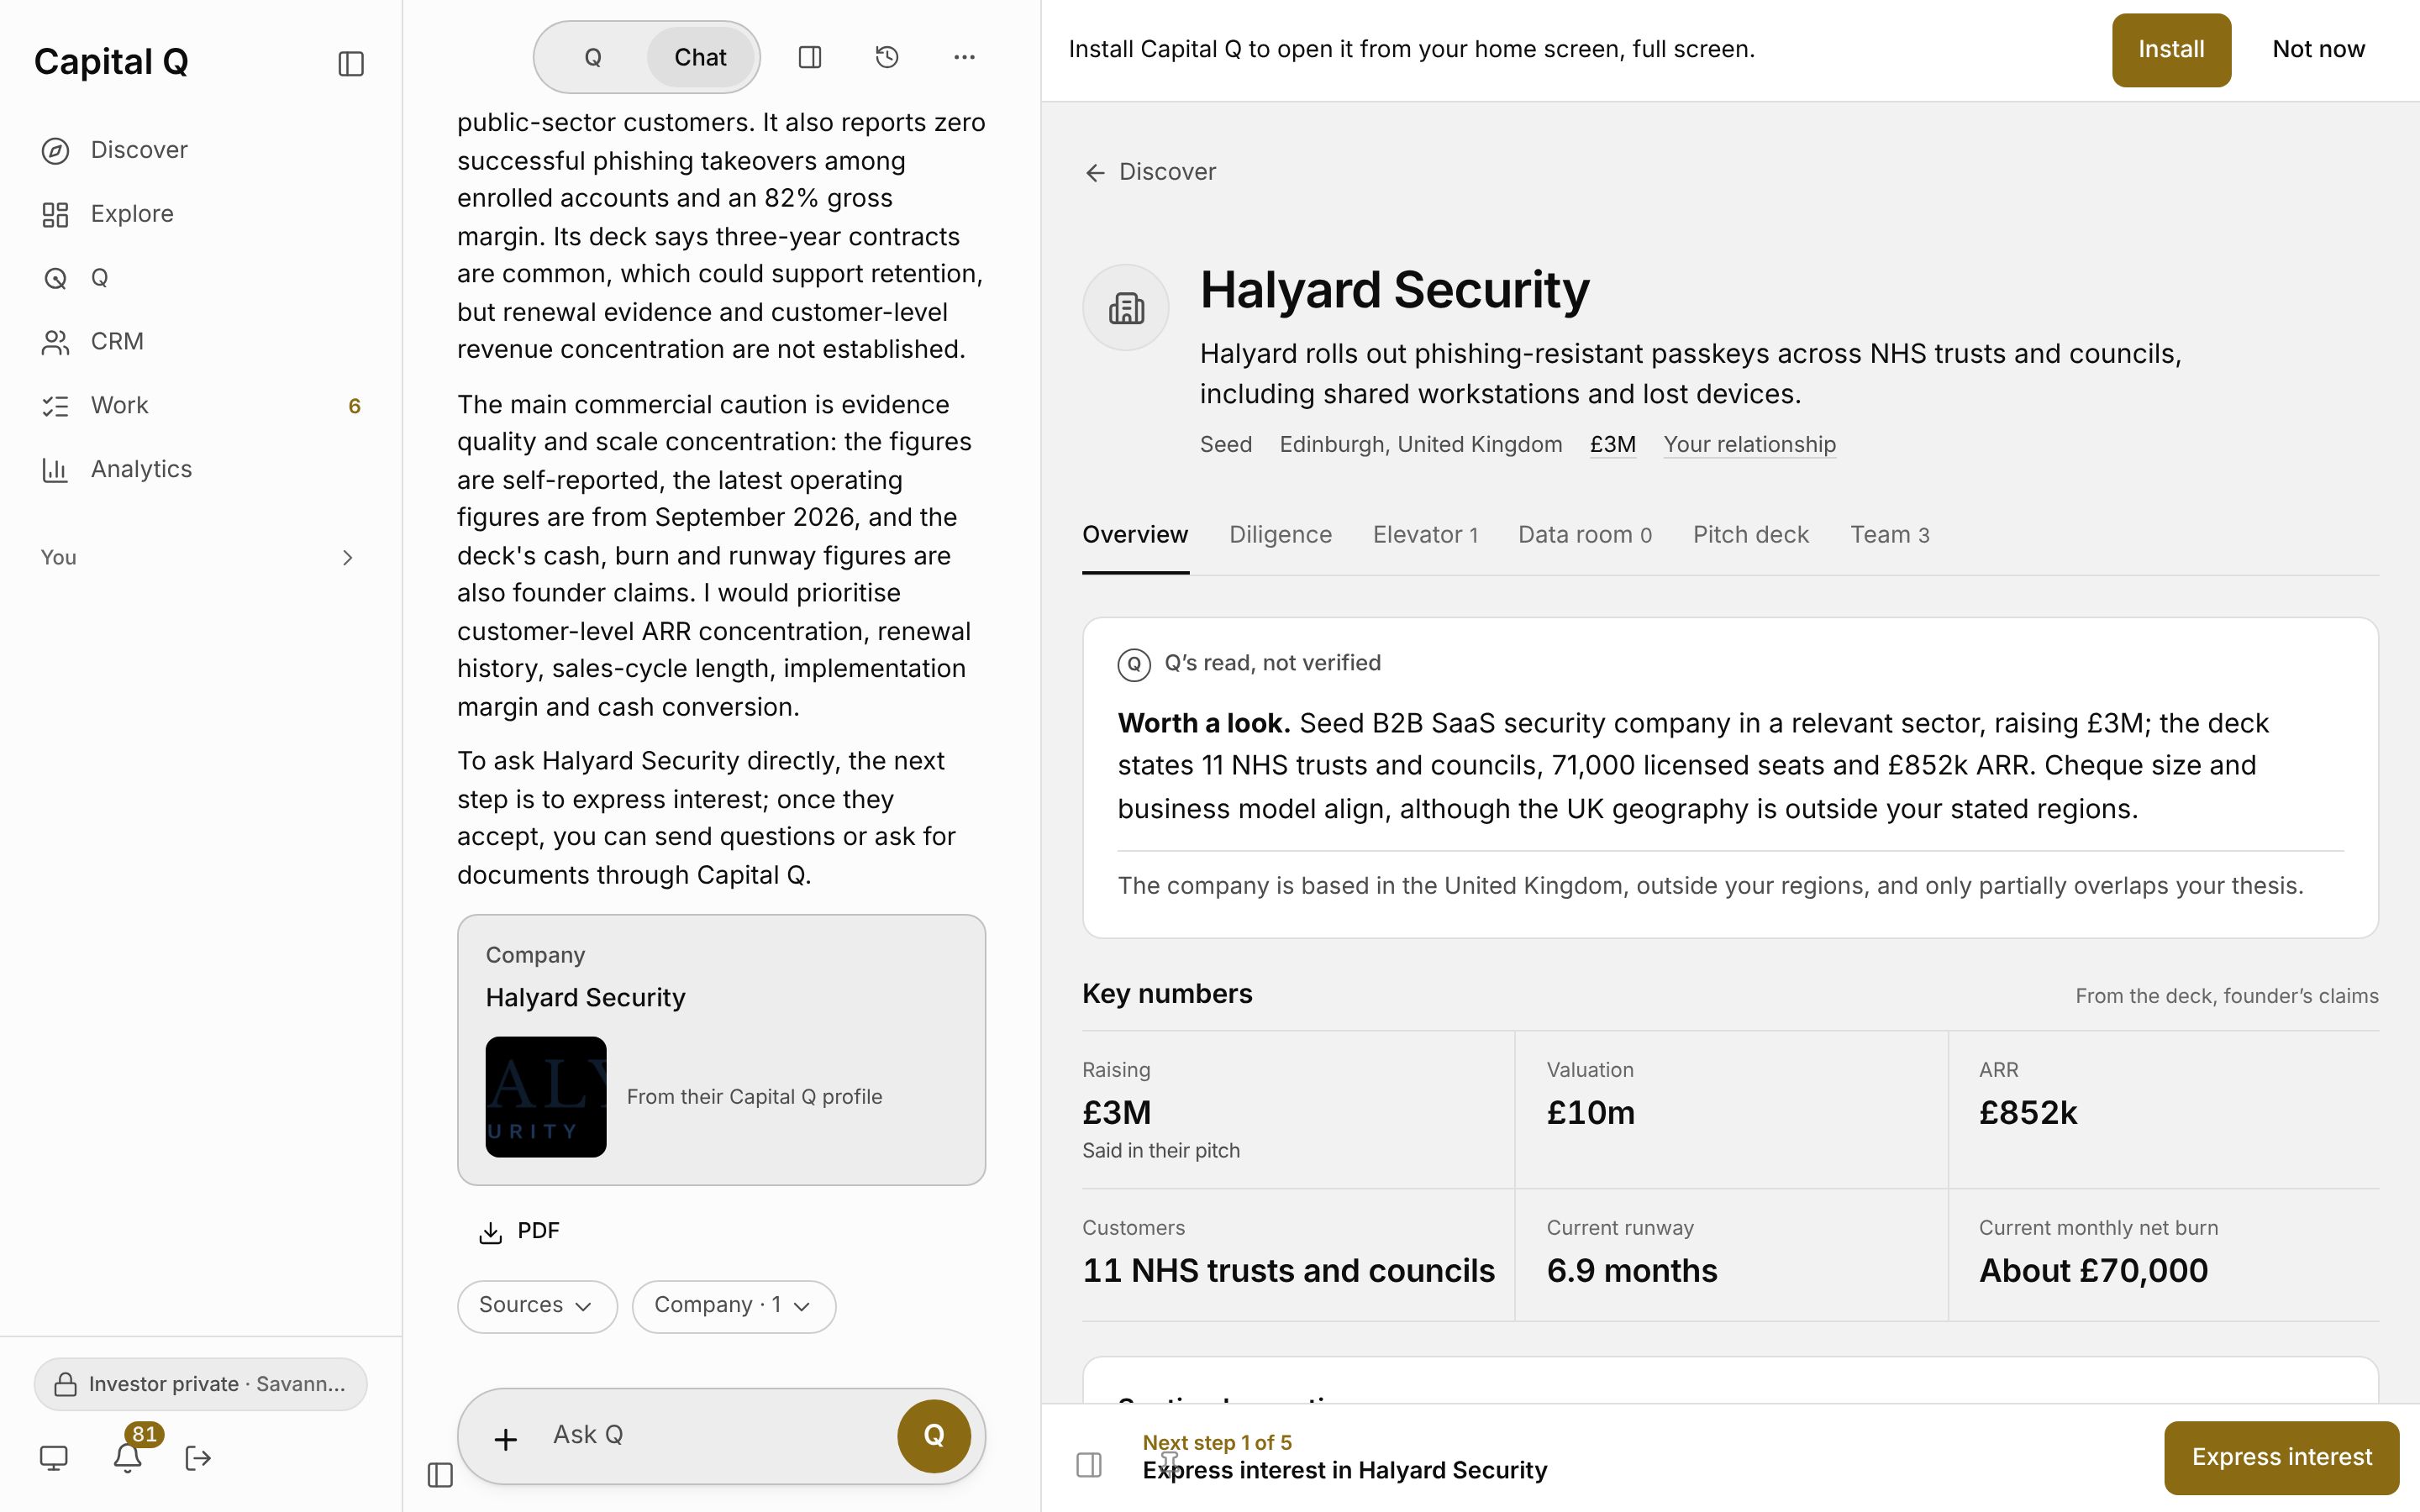 Capital Q
Discover
Explore
Q
CRM
Work
6
Analytics
You
Investor private · Savann...
81
Q
Chat
public-sector customers. It also reports zero
successful phishing takeovers among
enrolled accounts and an 82% gross
margin. Its deck says three-year contracts
are common, which could support retention,
but renewal evidence and customer-level
revenue concentration are not established.
The main commercial caution is evidence
quality and scale concentration: the figures
are self-reported, the latest operating
figures are from September 2026, and the
deck's cash, burn and runway figures are
also founder claims. I would prioritise
customer-level ARR concentration, renewal
history, sales-cycle length, implementation
margin and cash conversion.
To ask Halyard Security directly, the next
step is to express interest; once they
accept, you can send questions or ask for
documents through Capital Q.
Company
Halyard Security
ALY
URITY
From their Capital Q profile
PDF
Sources
Company · 1
Ask Q
Q
Install Capital Q to open it from your home screen, full screen.
Install
Not now
Discover
Halyard Security
Halyard rolls out phishing-resistant passkeys across NHS trusts and councils,
including shared workstations and lost devices.
Seed
Edinburgh, United Kingdom
£3M
Your relationship
Overview
Diligence
Elevator 1
Data room 0
Pitch deck
Team 3
Q
Q’s read, not verified
Worth a look. Seed B2B SaaS security company in a relevant sector, raising £3M; the deck
states 11 NHS trusts and councils, 71,000 licensed seats and £852k ARR. Cheque size and
business model align, although the UK geography is outside your stated regions.
The company is based in the United Kingdom, outside your regions, and only partially overlaps your thesis.
Key numbers
From the deck, founder’s claims
Raising
£3M
Said in their pitch
Valuation
£10m
ARR
£852k
Customers
11 NHS trusts and councils
Current runway
6.9 months
Current monthly net burn
About £70,000
Next step 1 of 5
Express interest in Halyard Security
Express interest